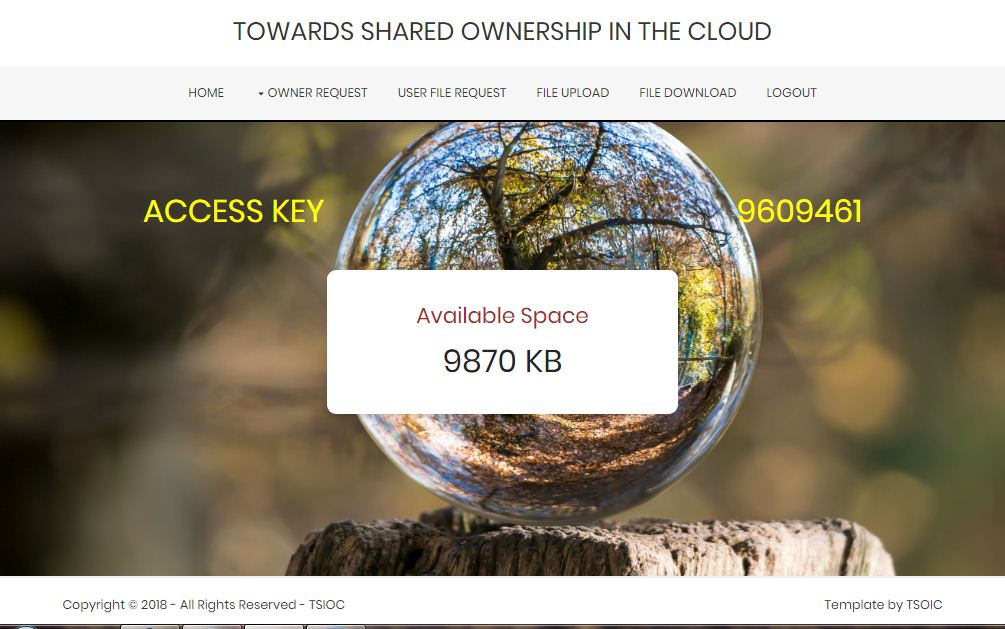 TOWARDS SHARED OWNERSHIP IN THE CLOUD
HOME OWNER REQUEST USER FILE REQUEST FILE UPLOAD FILE DOWNLOAD LOGOUT
ACCESS KEY 9609461
Available Space
9870 KB
Copyright © 2018 - All Rights Reserved - TSIOC Template by TSOIC